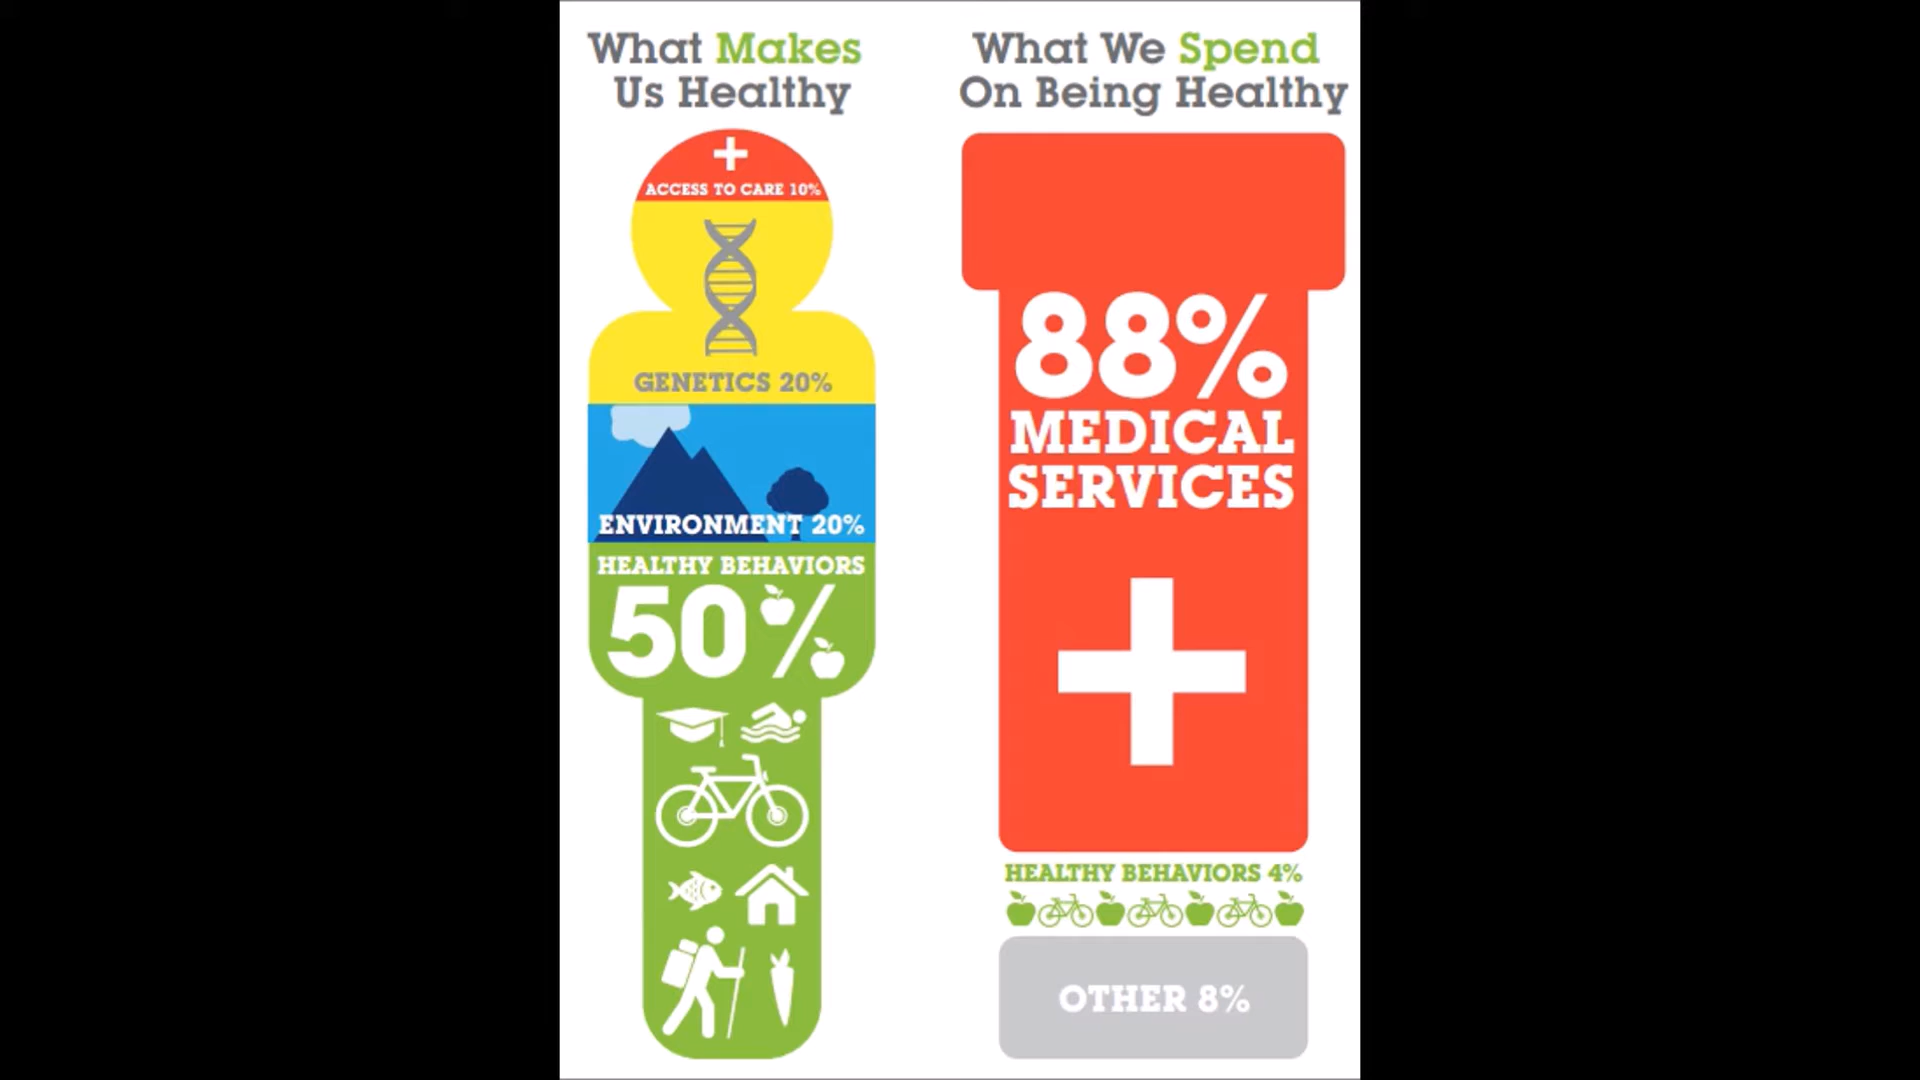 What Makes
Us Healthy
ACCESS TO CARE 10%
GENETICS 20%
ENVIRONMENT 20%
HEALTHY BEHAVIORS
50%
What We Spend
On Being Healthy
88%
MEDICAL
SERVICES
HEALTHY BEHAVIORS 4%
OTHER 8%